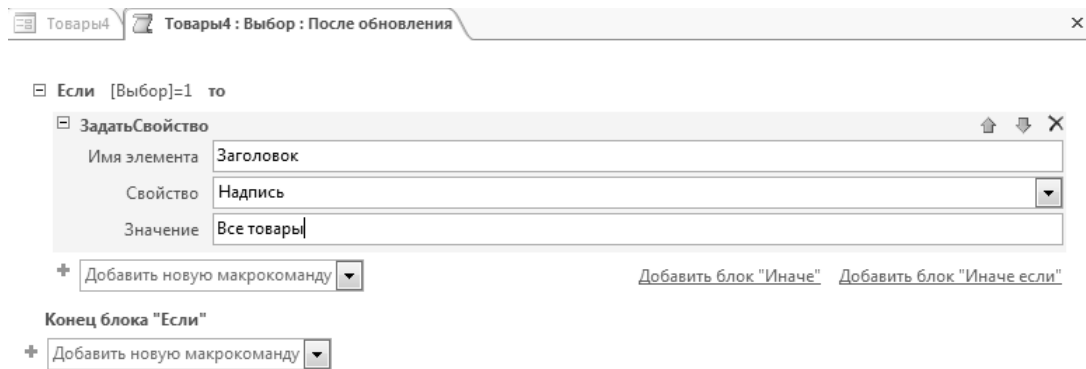 Товары4 Товары4 : Выбор : После обновления
Если [Выбор]=1 то
ЗадатьСвойство
Имя элемента Заголовок
Свойство Надпись
Значение Все товары
Добавить новую макрокоманду Добавить блок "Иначе" Добавить блок "Иначе если"
Конец блока "Если"
Добавить новую макрокоманду